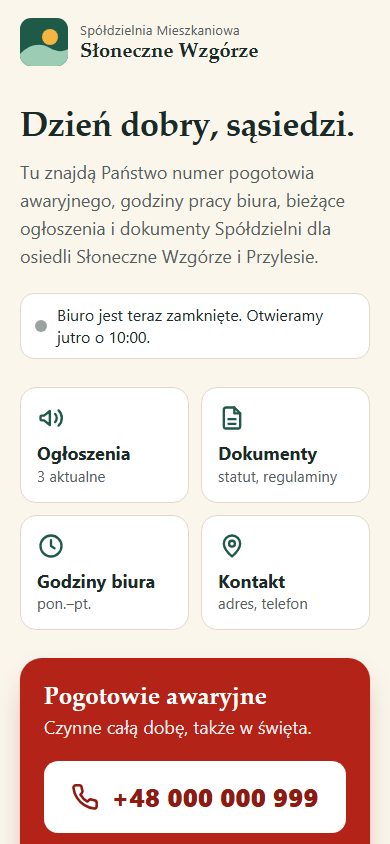 Spółdzielnia Mieszkaniowa
Słoneczne Wzgórze
Dzień dobry, sąsiedzi.
Tu znajdą Państwo numer pogotowia
awaryjnego, godziny pracy biura, bieżące
ogłoszenia i dokumenty Spółdzielni dla
osiedli Słoneczne Wzgórze i Przylesie.
Biuro jest teraz zamknięte. Otwieramy
jutro o 10:00.
Ogłoszenia
3 aktualne
Dokumenty
statut, regulaminy
Godziny biura
pon.–pt.
Kontakt
adres, telefon
Pogotowie awaryjne
Czynne całą dobę, także w święta.
+48 000 000 999